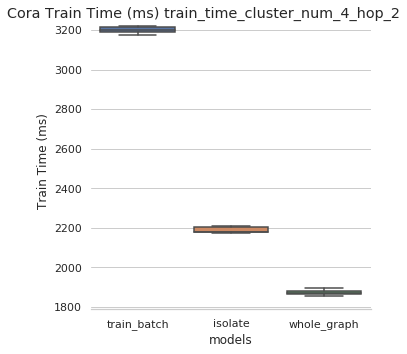 Cora Train Time (ms) train_time_cluster_num_4_hop_2
3200
3000
2800
2600
2400
2200
2000
1800
Train Time (ms)
train_batch isolate whole_graph
models